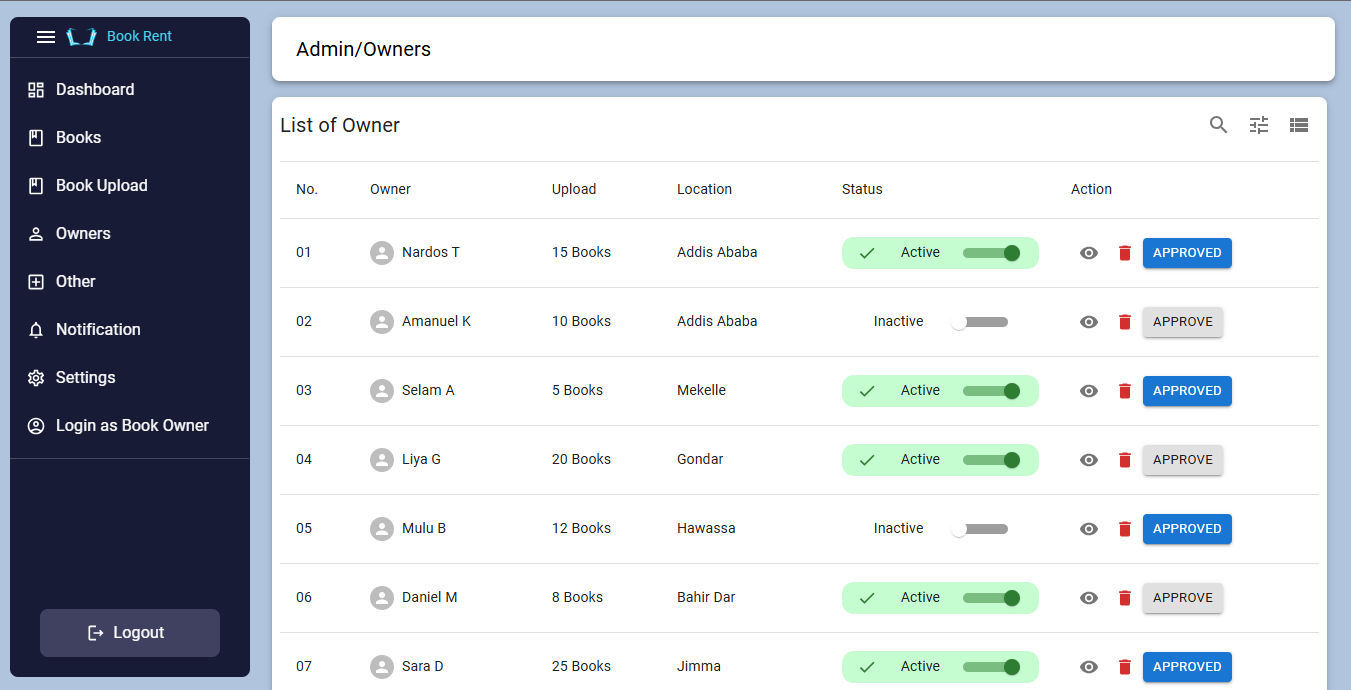 Book Rent
Dashboard
Books
Book Upload
Owners
Other
Notification
Settings
Login as Book Owner
Logout
Admin/Owners
List of Owner
No. Owner Upload Location Status Action
01 Nardos T 15 Books Addis Ababa Active APPROVED
02 Amanuel K 10 Books Addis Ababa Inactive APPROVE
03 Selam A 5 Books Mekelle Active APPROVED
04 Liya G 20 Books Gondar Active APPROVE
05 Mulu B 12 Books Hawassa Inactive APPROVED
06 Daniel M 8 Books Bahir Dar Active APPROVE
07 Sara D 25 Books Jimma Active APPROVED